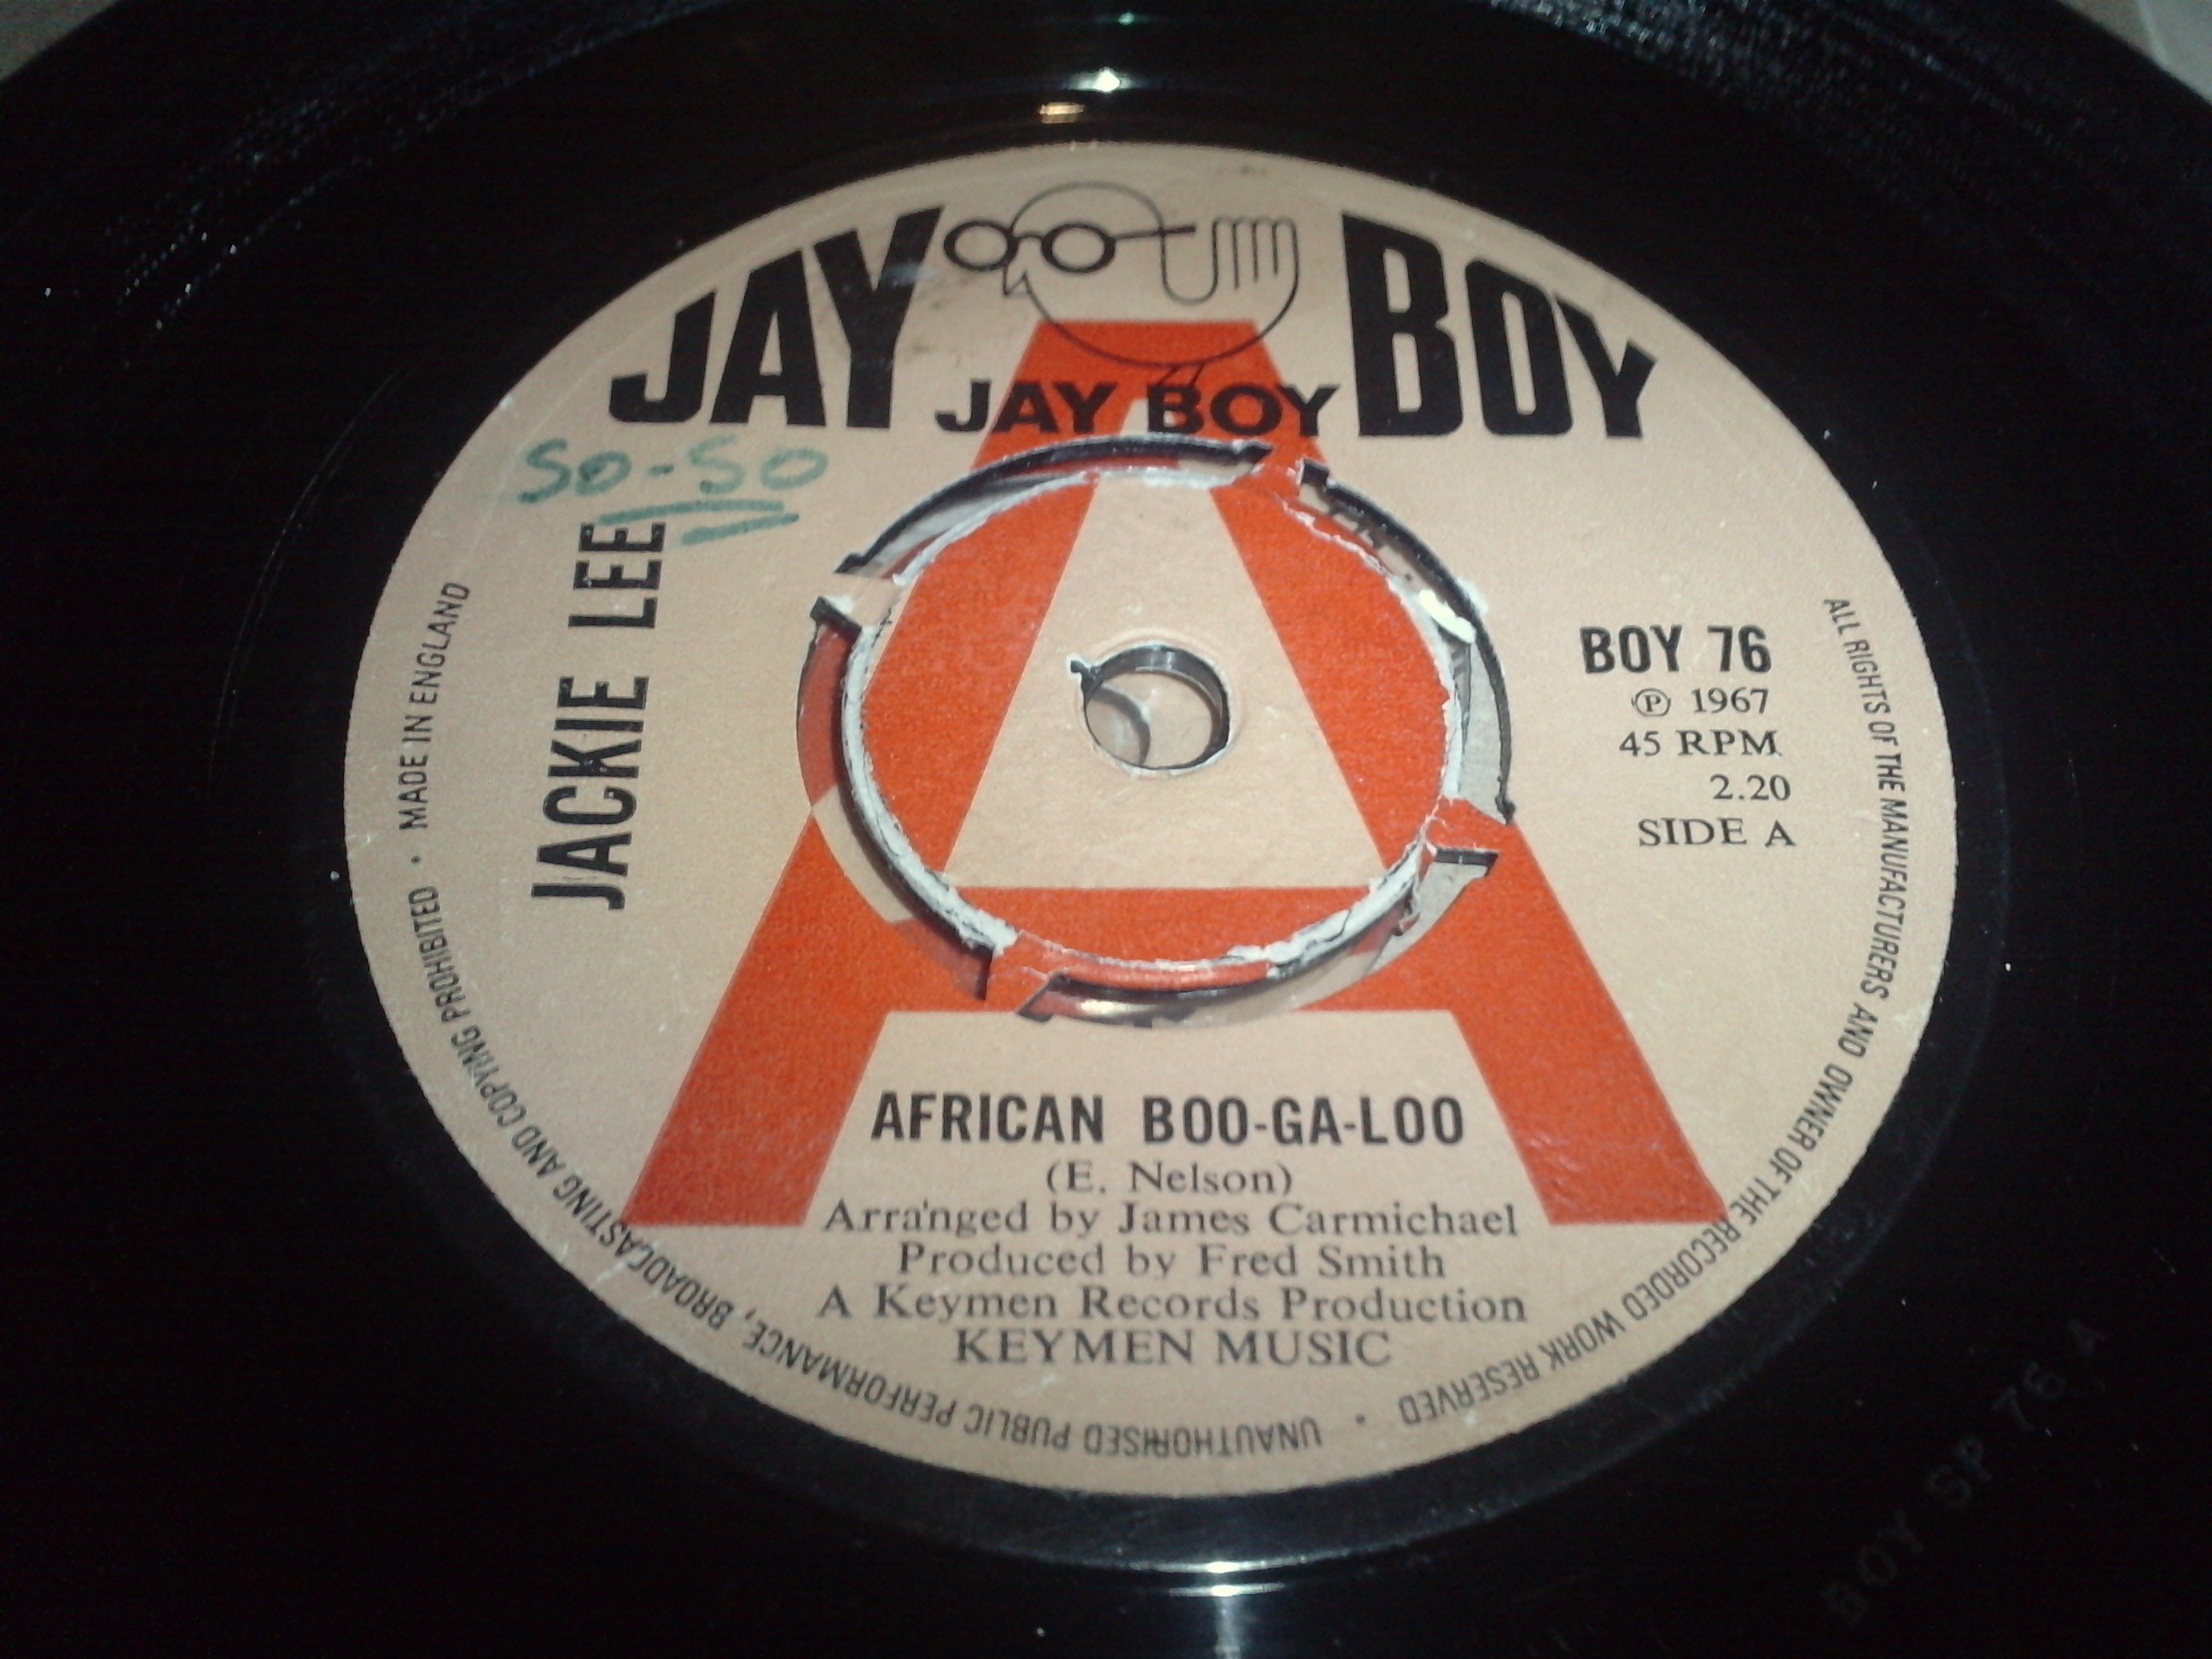 JAY BOY
JAY BOY
So-So
JACKIE LEE
BOY 76
℗ 1967
45 RPM
2.20
SIDE A
A
AFRICAN BOO-GA-LOO
(E. Nelson)
Arranged by James Carmichael
Produced by Fred Smith
A Keymen Records Production
KEYMEN MUSIC
ALL RIGHTS OF THE MANUFACTURERS AND OWNER OF THE RECORDED WORK RESERVED • UNAUTHORISED PUBLIC PERFORMANCE, BROADCASTING AND COPYING PROHIBITED • MADE IN ENGLAND
BOY SP 76 A